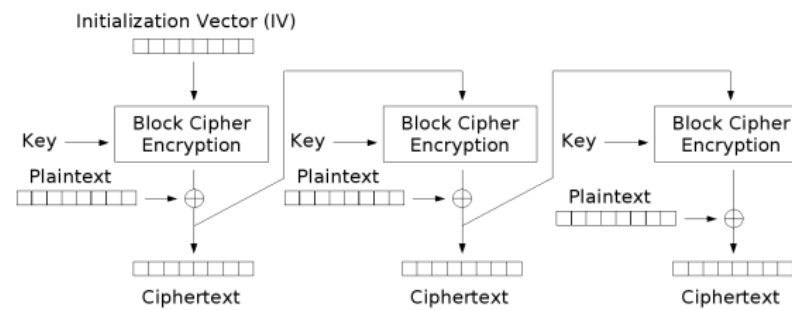 Initialization Vector (IV)
Block Cipher
Encryption
Block Cipher
Encryption
Block Cipher
Encryption
Key
Key
Key
Plaintext
Plaintext
Plaintext
Ciphertext
Ciphertext
Ciphertext